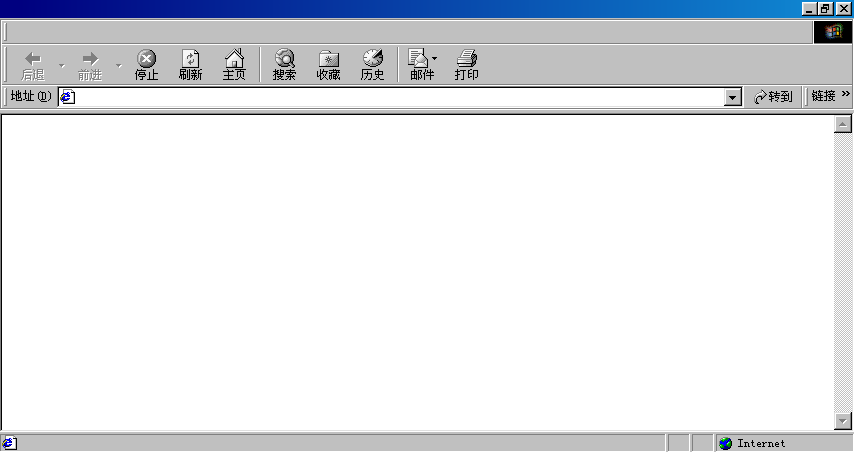 后退 前进 停止 刷新 主页 搜索 收藏 历史 邮件 打印
地址(D) 转到 链接 »
Internet